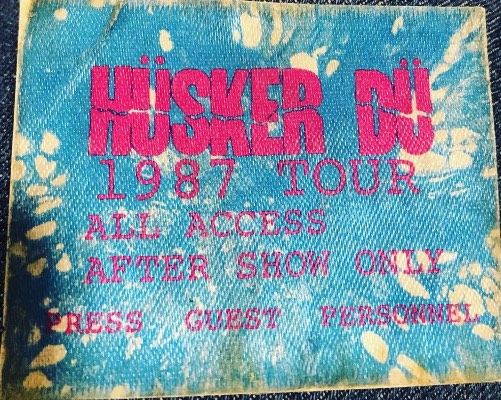 HÜSKER DÜ
1987 TOUR
ALL ACCESS
AFTER SHOW ONLY
PRESS GUEST PERSONNEL